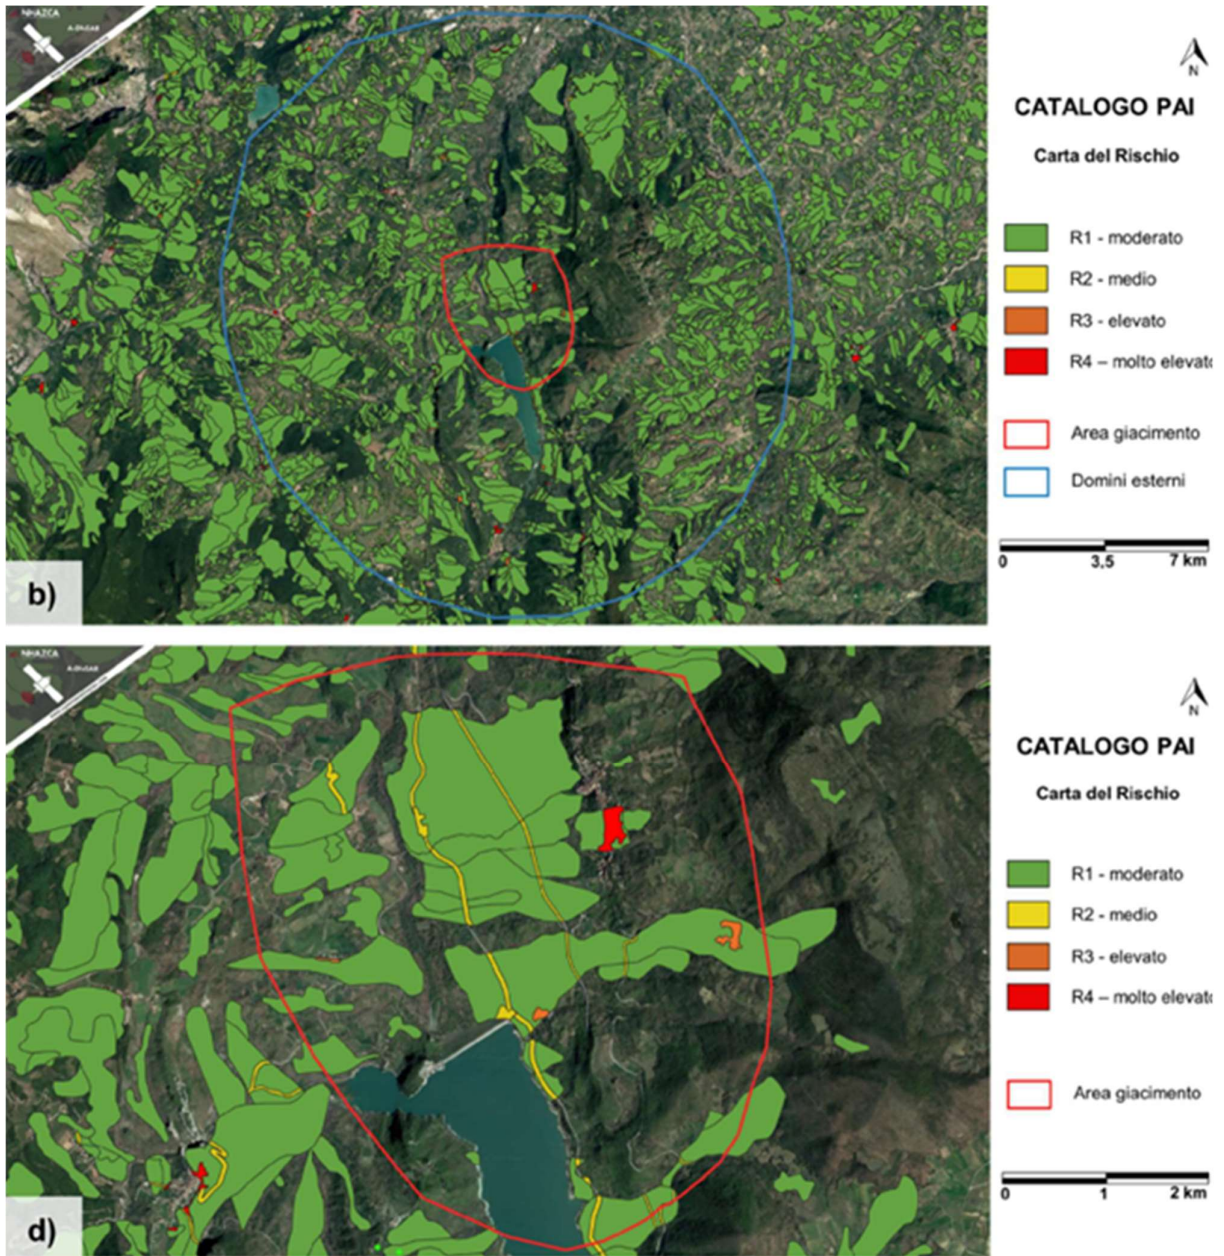 NHAZCA
CATALOGO PAI
Carta del Rischio
R1 - moderato
R2 - medio
R3 - elevato
R4 – molto elevat
Area giacimento
Domini esterni
0 3,5 7 km
N
b)
NHAZCA
CATALOGO PAI
Carta del Rischio
R1 - moderato
R2 - medio
R3 - elevato
R4 – molto elevat
Area giacimento
0 1 2 km
N
d)